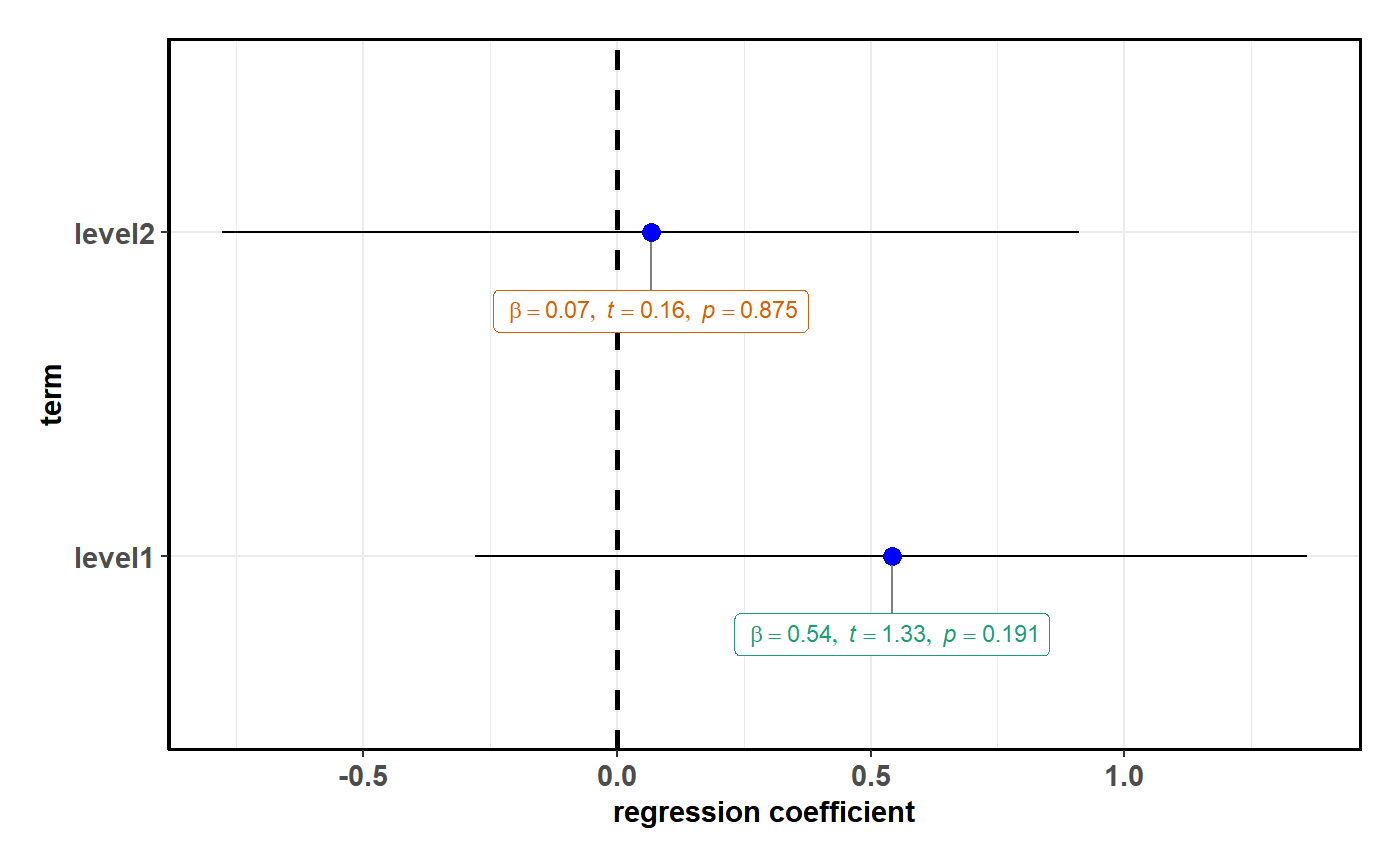 level2
β = 0.07, t = 0.16, p = 0.875
term
level1
β = 0.54, t = 1.33, p = 0.191
-0.5 0.0 0.5 1.0
regression coefficient